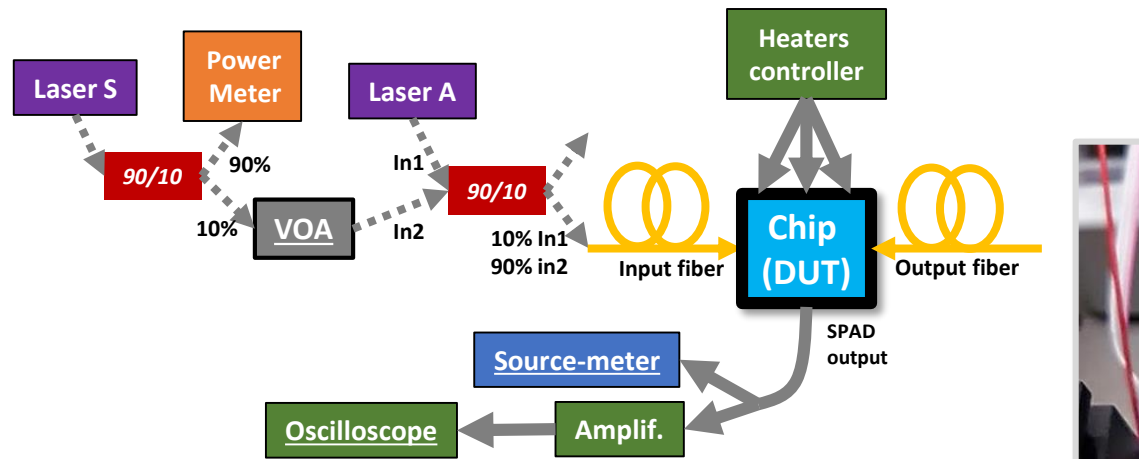 Laser S
Power
Meter
Laser A
Heaters
controller
90/10
90%
10%
VOA
In1
In2
90/10
10% In1
90% in2
Input fiber
Chip
(DUT)
Output fiber
SPAD
output
Source-meter
Oscilloscope
Amplif.